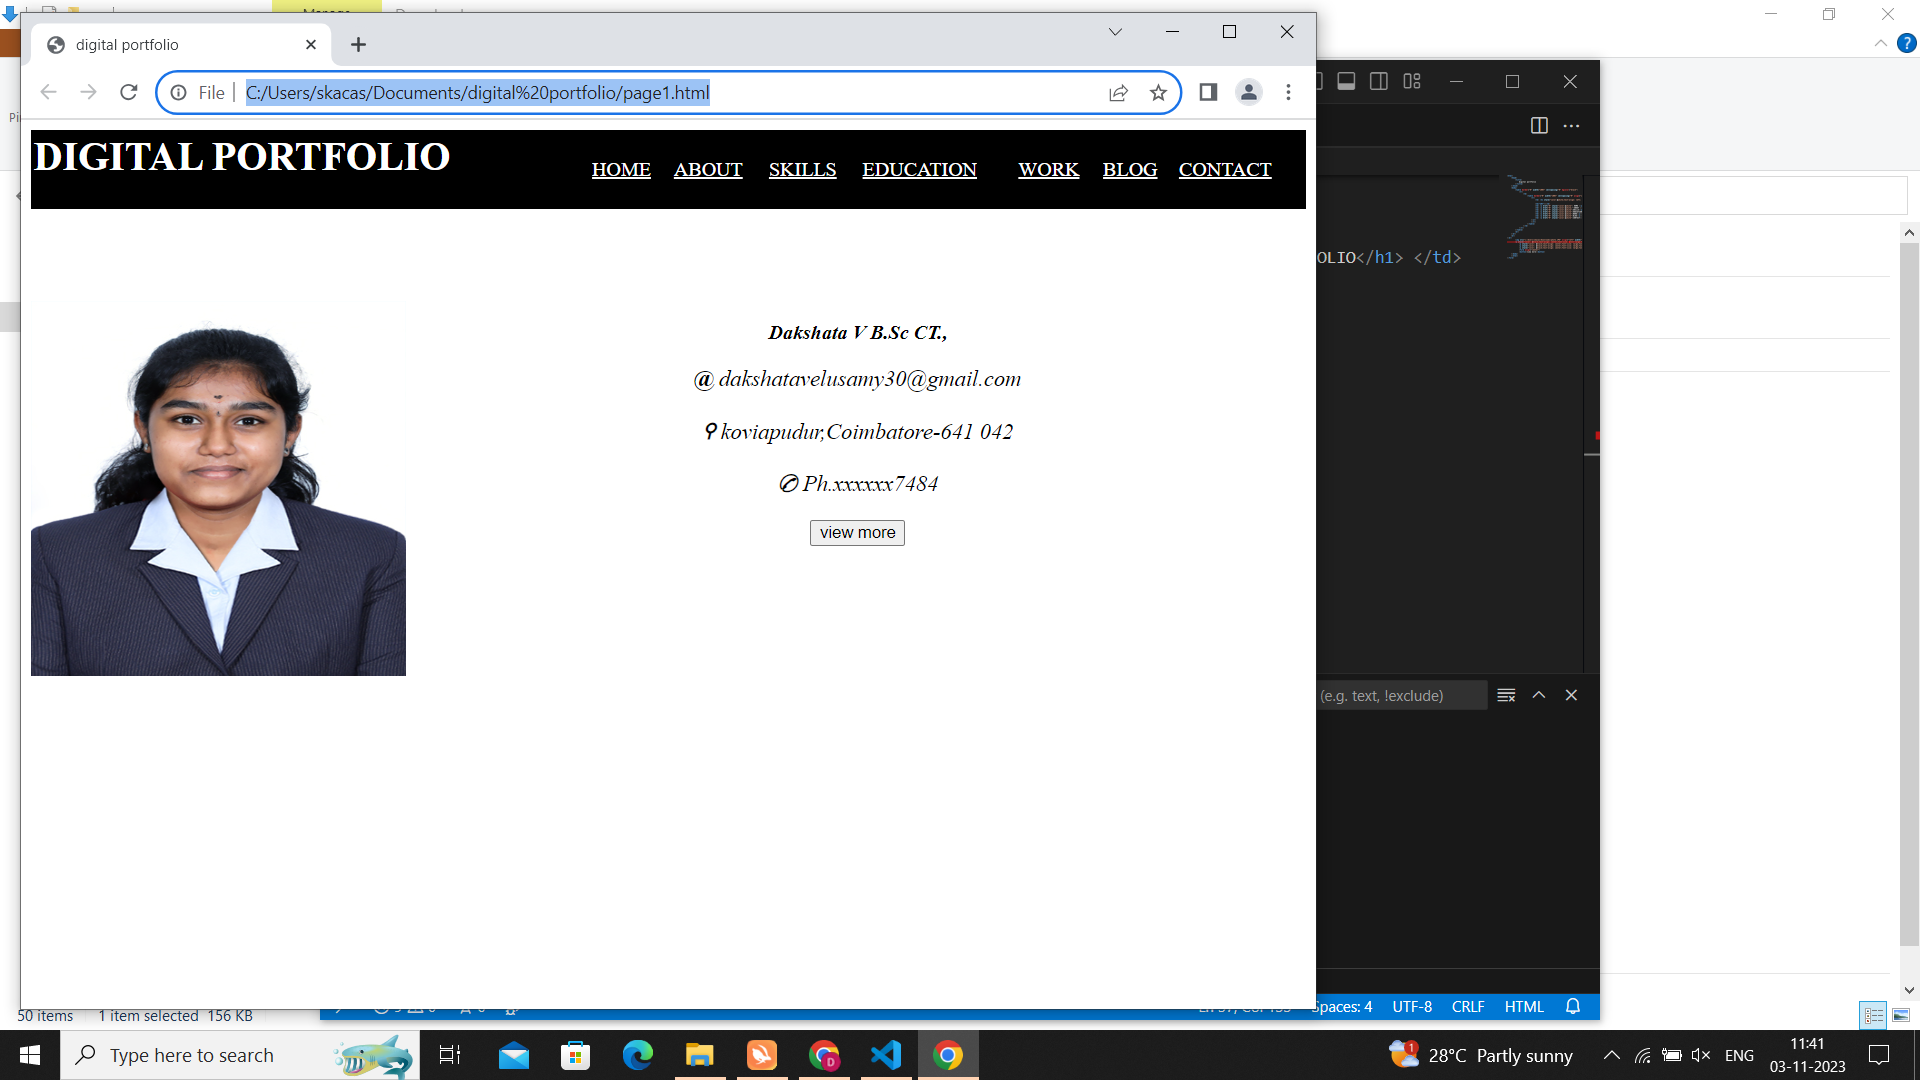 digital portfolio
File | C:/Users/skacas/Documents/digital%20portfolio/page1.html
DIGITAL PORTFOLIO
HOME ABOUT SKILLS EDUCATION WORK BLOG CONTACT
Dakshata V B.Sc CT.,
@ dakshatavelusamy30@gmail.com
koviapudur,Coimbatore-641 042
✆ Ph.xxxxxx7484
view more
OLIO</h1> </td>
(e.g. text, !exclude)
Spaces: 4 UTF-8 CRLF HTML
50 items 1 item selected 156 KB
Type here to search
28°C Partly sunny
ENG
11:41
03-11-2023